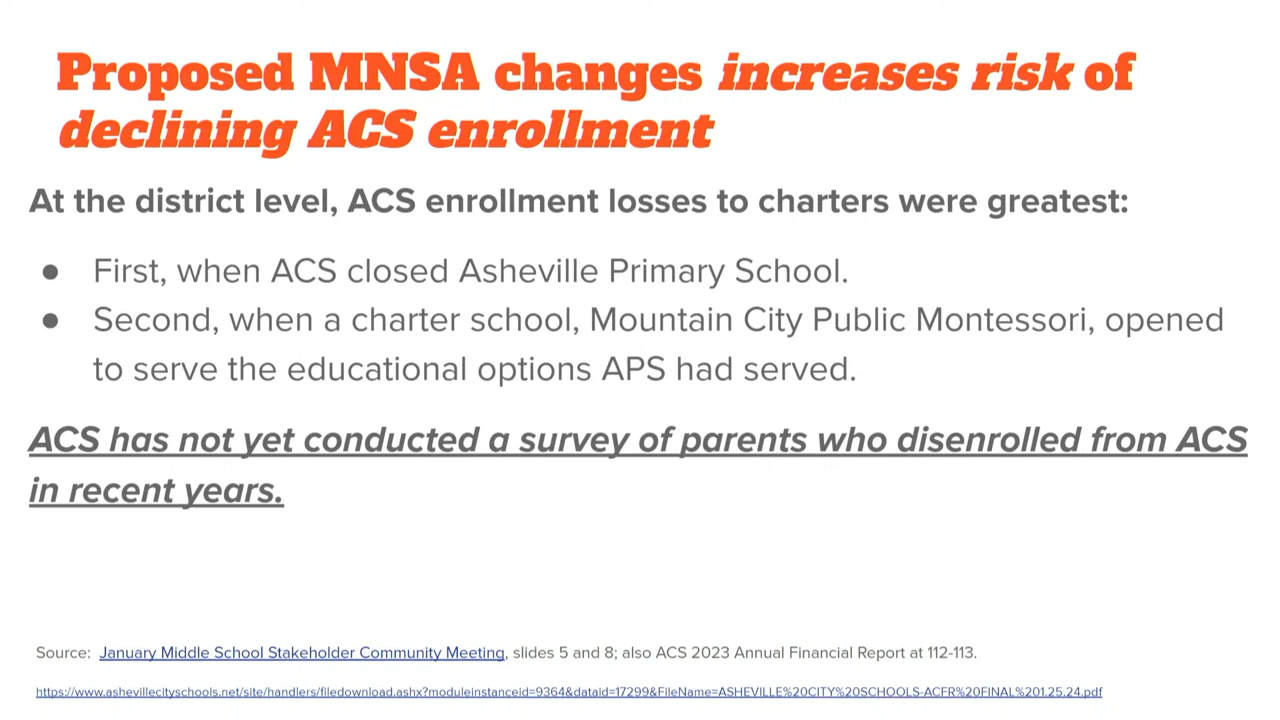 Proposed MNSA changes increases risk of
declining ACS enrollment
At the district level, ACS enrollment losses to charters were greatest:
● First, when ACS closed Asheville Primary School.
● Second, when a charter school, Mountain City Public Montessori, opened
to serve the educational options APS had served.
ACS has not yet conducted a survey of parents who disenrolled from ACS
in recent years.
Source: January Middle School Stakeholder Community Meeting, slides 5 and 8; also ACS 2023 Annual Financial Report at 112-113.
https://www.ashevillecityschools.net/site/handlers/filedownload.ashx?moduleinstanceid=9364&dataid=17299&FileName=ASHEVILLE%20CITY%20SCHOOLS-ACFR%20FINAL%201.25.24.pdf